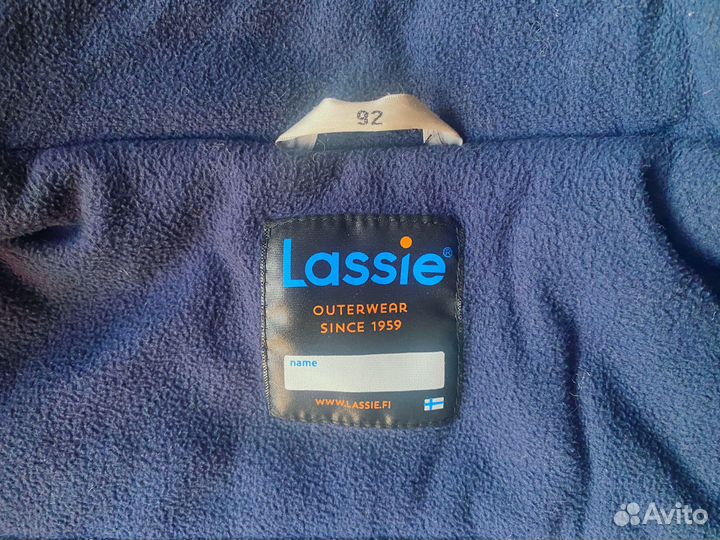 92
Lassie®
OUTERWEAR
SINCE 1959
name
WWW.LASSIE.FI
Avito